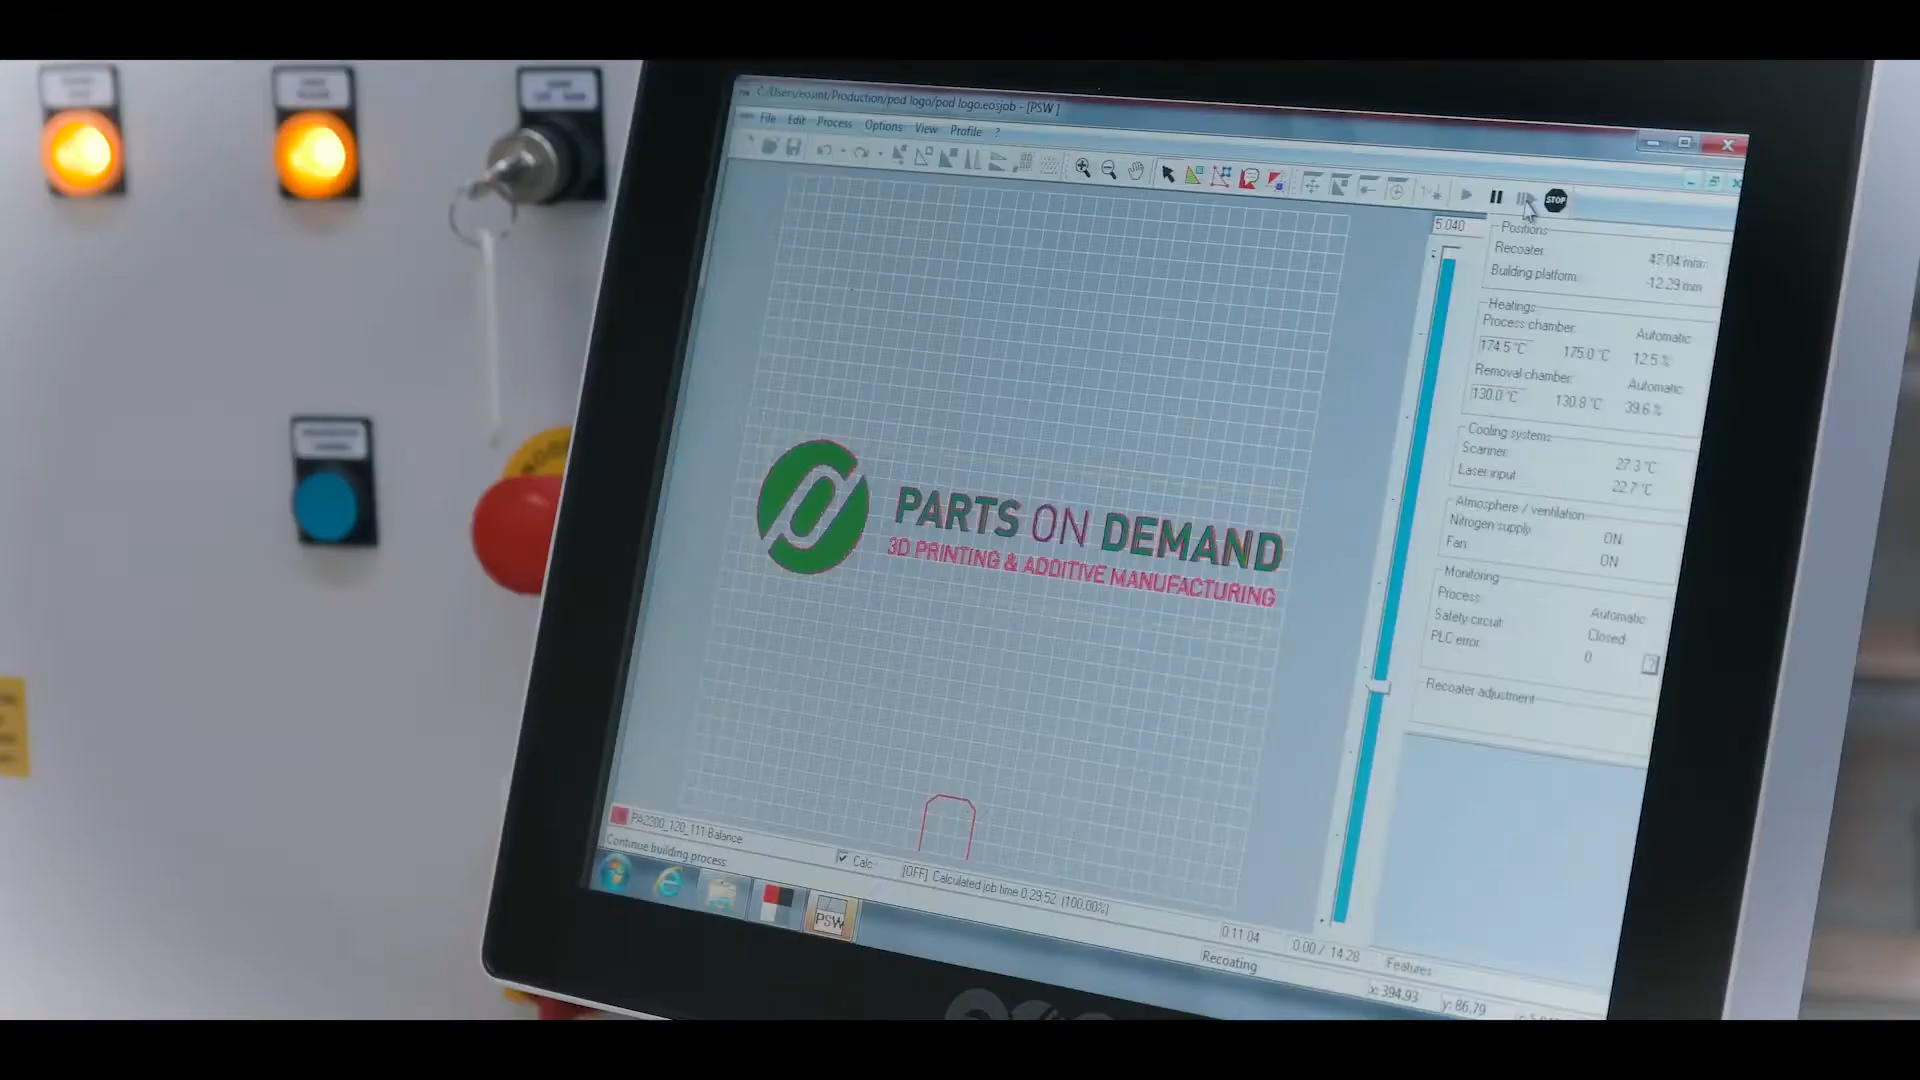 C:/Users/eosint/Production/pod logo/pod logo.eosjob - [PSW ]
File Edit Process Options View Profile ?
STOP
5.040
Positions
Recoater: 47.04 mm
Building platform: -12.29 mm
Heatings:
Process chamber: Automatic
174.5 °C 175.0 °C 12.5 %
Removal chamber: Automatic
130.0 °C 130.8 °C 39.6 %
Cooling systems
Scanner: 27.3 °C
Laser input 22.7 °C
Atmosphere / ventilation
Nitrogen supply: ON
Fan: ON
Monitoring
Process: Automatic
Safety circuit: Closed
PLC error: 0
?
Recoater adjustment
PARTS ON DEMAND
3D PRINTING & ADDITIVE MANUFACTURING
PA2200_120_111 Balance
Continue building process
Calc.
[OFF] Calculated job time 0:29:52 (100.00%)
0:11:04
0.00 / 14.28
Features
Recoating
x: 394.93
y: 86.79
PSW